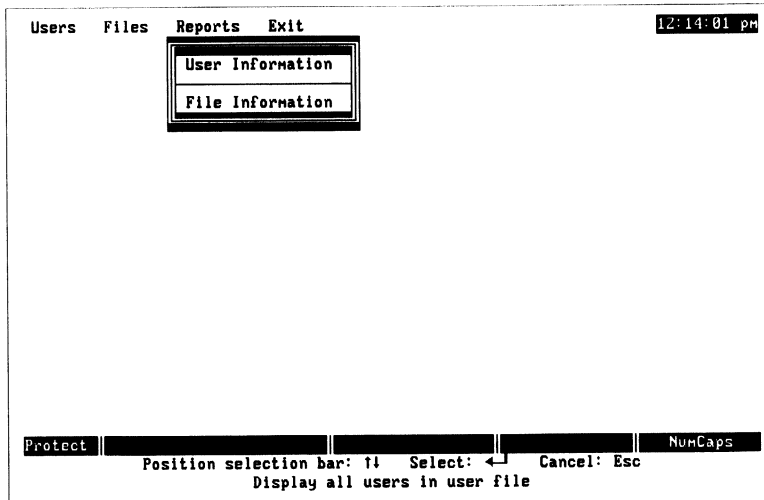 Users Files Reports Exit 12:14:01 pm
User Information
File Information
Protect NumCaps
Position selection bar: ↑↓ Select: ◄┘ Cancel: Esc
Display all users in user file